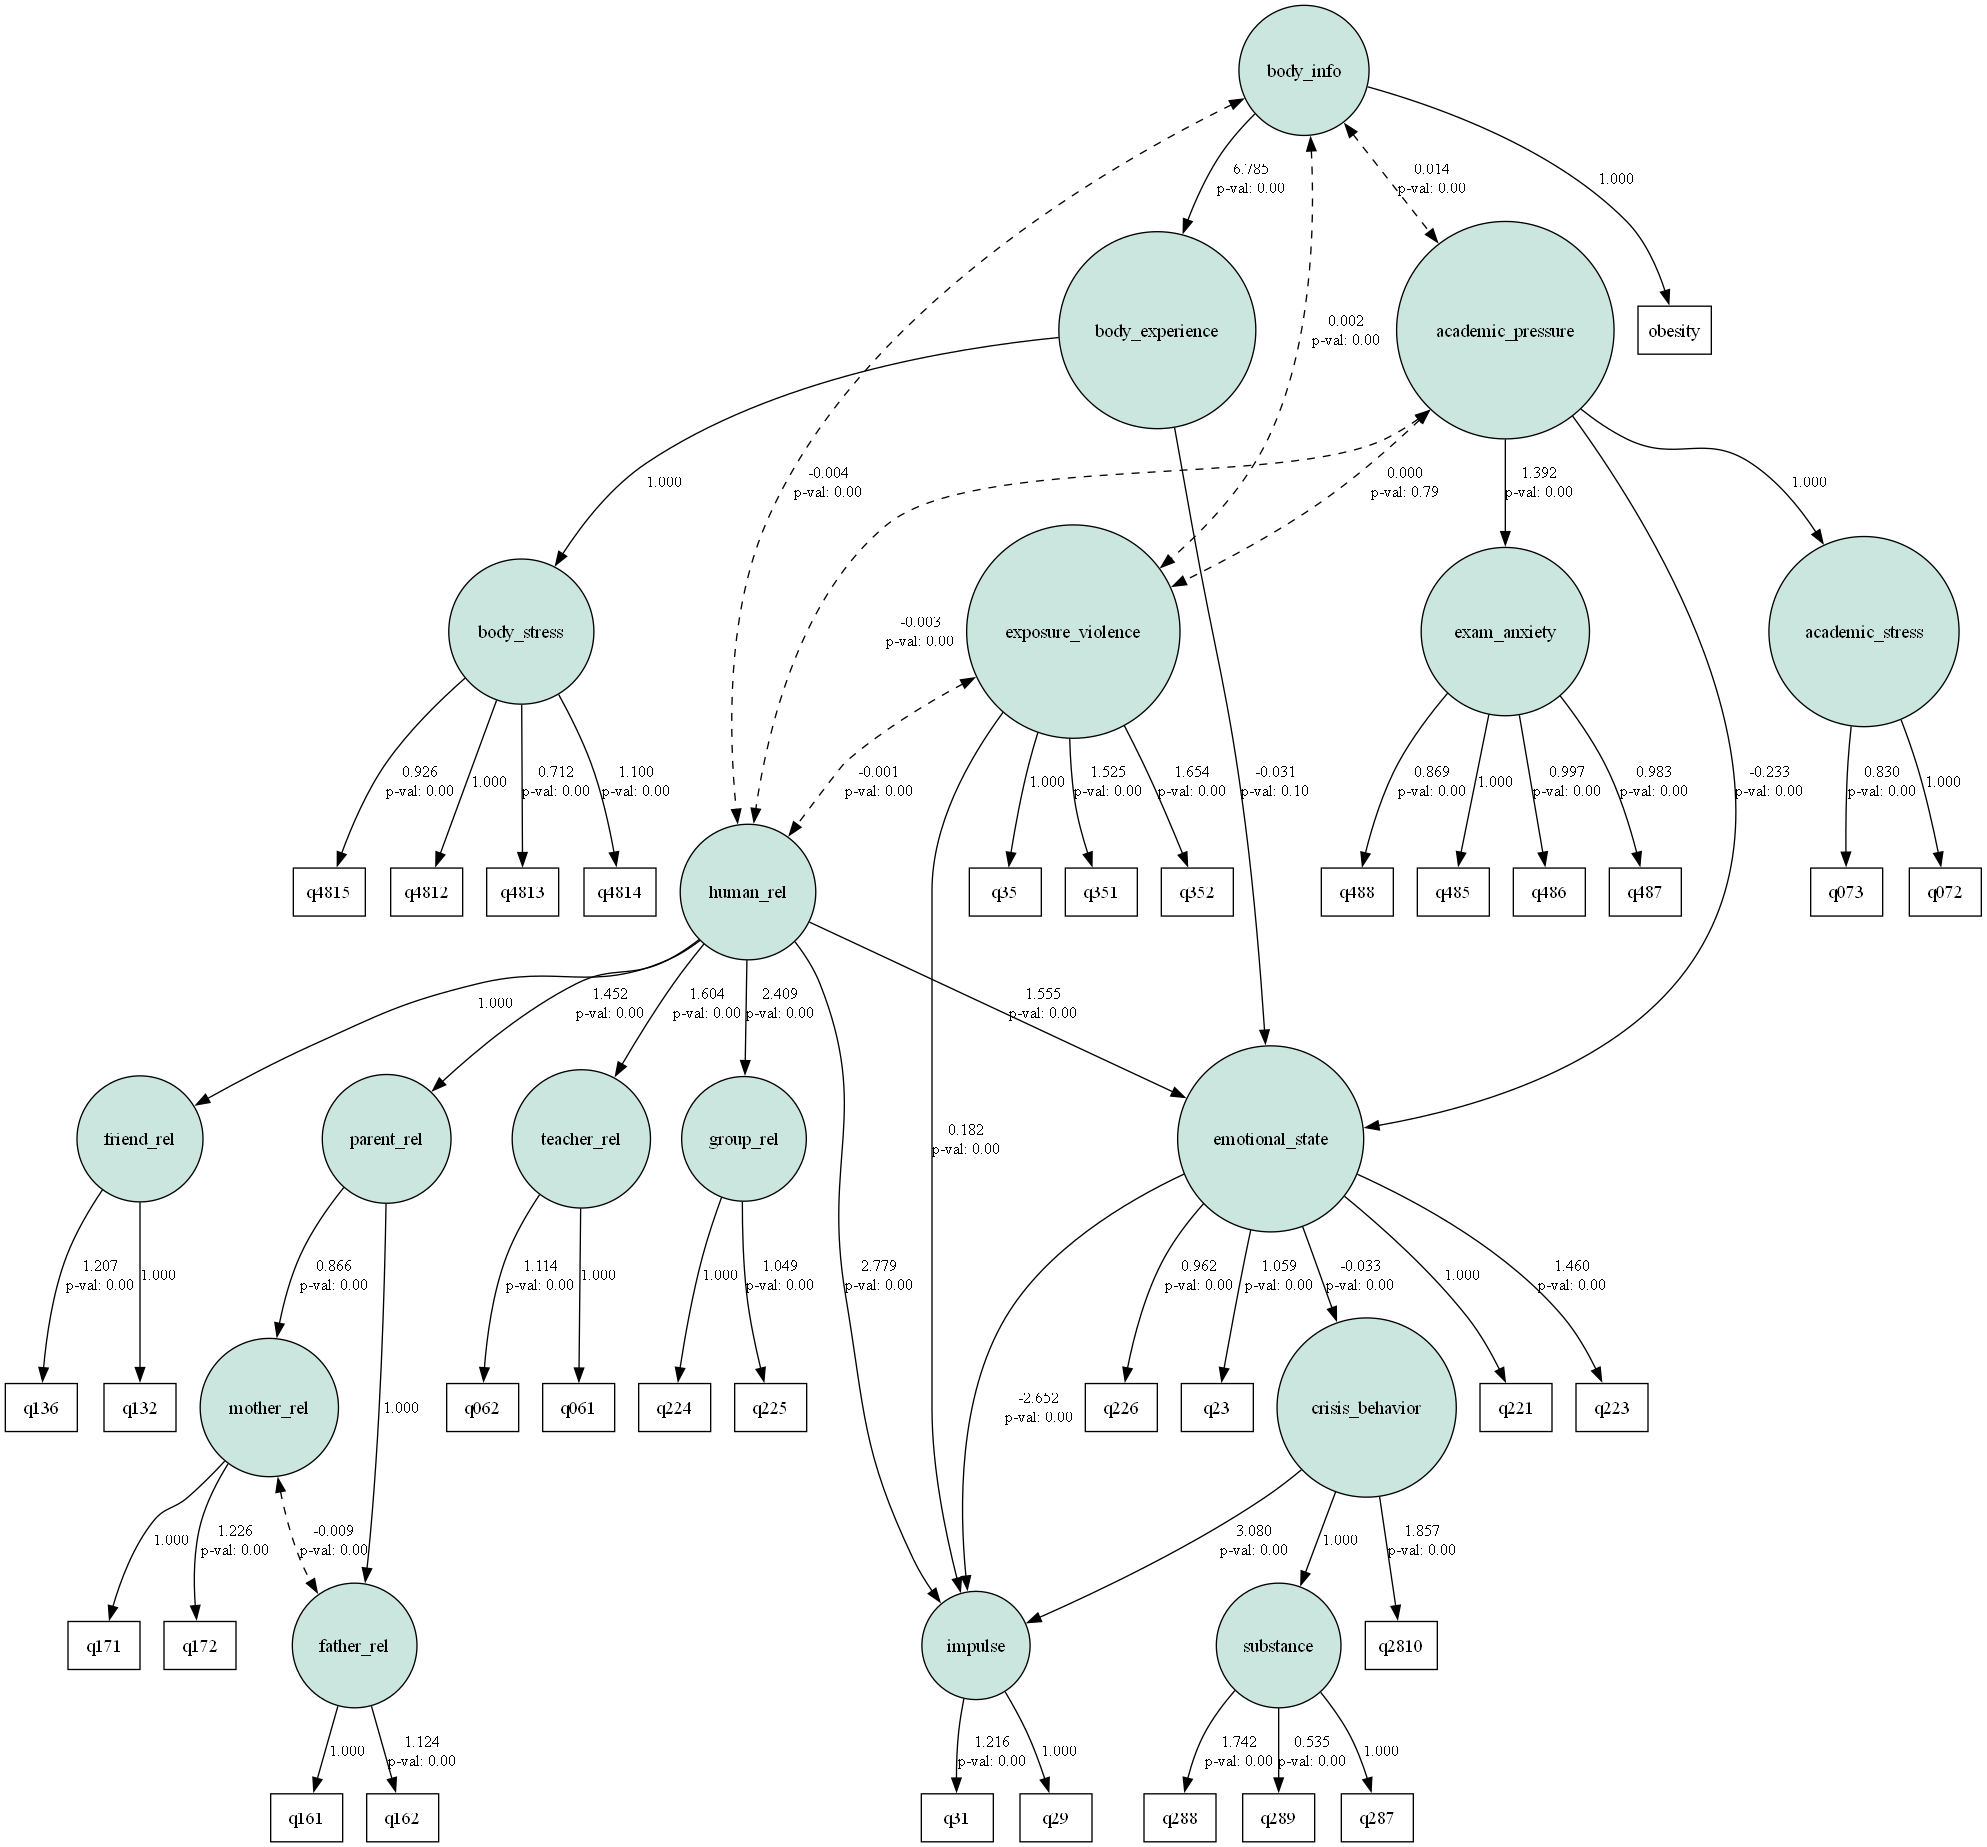 body_info
6.785
p-val: 0.00
0.014
p-val: 0.00
1.000
body_experience
0.002
p-val: 0.00
academic_pressure
obesity
1.000
-0.004
p-val: 0.00
0.000
p-val: 0.79
1.392
p-val: 0.00
1.000
body_stress
-0.003
p-val: 0.00
exposure_violence
exam_anxiety
academic_stress
0.926
p-val: 0.00
1.000
0.712
p-val: 0.00
1.100
p-val: 0.00
-0.001
p-val: 0.00
1.000
1.525
p-val: 0.00
1.654
p-val: 0.00
-0.031
p-val: 0.10
0.869
p-val: 0.00
1.000
0.997
p-val: 0.00
0.983
p-val: 0.00
-0.233
p-val: 0.00
0.830
p-val: 0.00
1.000
q4815
q4812
q4813
q4814
human_rel
q35
q351
q352
q488
q485
q486
q487
q073
q072
1.000
1.452
p-val: 0.00
1.604
p-val: 0.00
2.409
p-val: 0.00
1.555
p-val: 0.00
friend_rel
parent_rel
teacher_rel
group_rel
0.182
p-val: 0.00
emotional_state
1.207
p-val: 0.00
1.000
0.866
p-val: 0.00
1.114
p-val: 0.00
1.000
1.000
1.049
p-val: 0.00
2.779
p-val: 0.00
0.962
p-val: 0.00
1.059
p-val: 0.00
-0.033
p-val: 0.00
1.000
1.460
p-val: 0.00
q136
q132
mother_rel
1.000
q062
q061
q224
q225
-2.652
p-val: 0.00
q226
q23
crisis_behavior
q221
q223
1.000
1.226
p-val: 0.00
-0.009
p-val: 0.00
3.080
p-val: 0.00
1.000
1.857
p-val: 0.00
q171
q172
father_rel
impulse
substance
q2810
1.000
1.124
p-val: 0.00
1.216
p-val: 0.00
1.000
1.742
p-val: 0.00
0.535
p-val: 0.00
1.000
q161
q162
q31
q29
q288
q289
q287